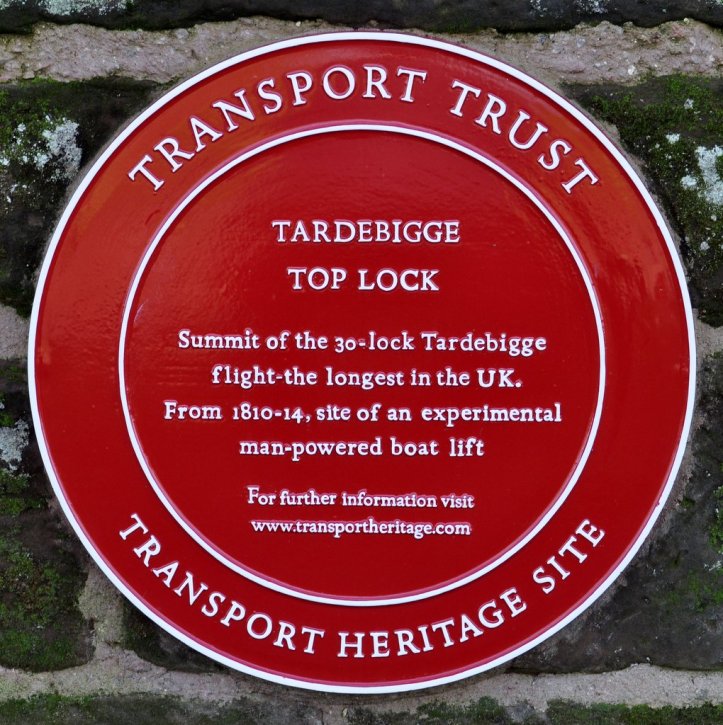 TRANSPORT TRUST
TARDEBIGGE
TOP LOCK
Summit of the 30-lock Tardebigge
flight-the longest in the UK.
From 1810-14, site of an experimental
man-powered boat lift
For further information visit
www.transportheritage.com
TRANSPORT HERITAGE SITE